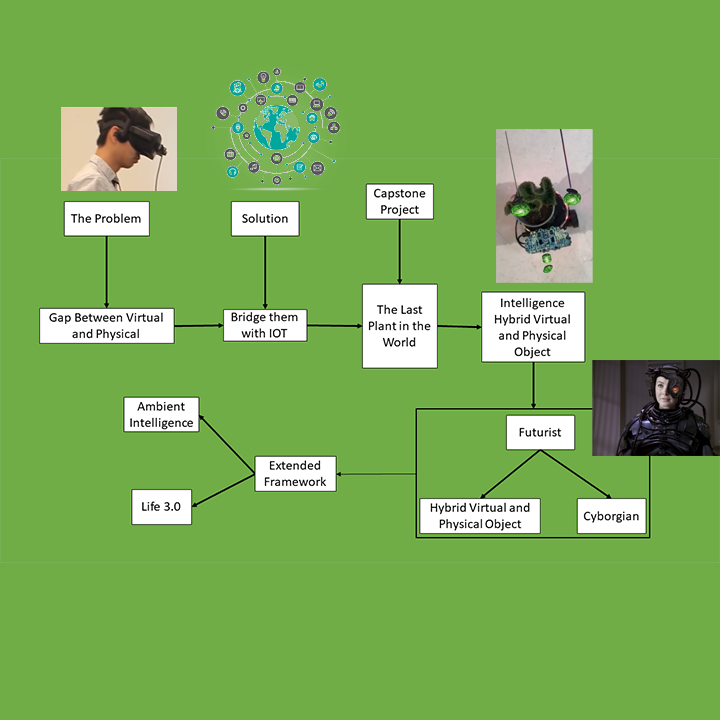 The Problem
Solution
Capstone
Project
Gap Between Virtual
and Physical
Bridge them
with IOT
The Last
Plant in the
World
Intelligence
Hybrid Virtual
and Physical
Object
Futurist
Hybrid Virtual and
Physical Object
Cyborgian
Extended
Framework
Ambient
Intelligence
Life 3.0